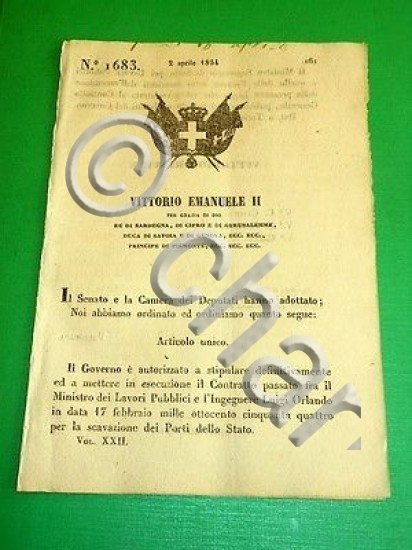 N.° 1683.
2 aprile 1854
161
VITTORIO EMANUELE II
PER GRAZIA DI DIO
RE DI SARDEGNA, DI CIPRO E DI GERUSALEMME,
DUCA DI SAVOIA E DI GENOVA, ECC. ECC.,
PRINCIPE DI PIEMONTE, ECC. ECC. ECC.
Il Senato e la Camera dei Deputati hanno adottato;
Noi abbiamo ordinato ed ordiniamo quanto segue:
Articolo unico.
Il Governo è autorizzato a stipulare definitivamente
ed a mettere in esecuzione il Contratto passato fra il
Ministro dei Lavori Pubblici e l'Ingegnere Luigi Orlando
in data 17 febbraio mille ottocento cinquanta quattro
per la scavazione dei Porti dello Stato.
Vol. XXII.
© char